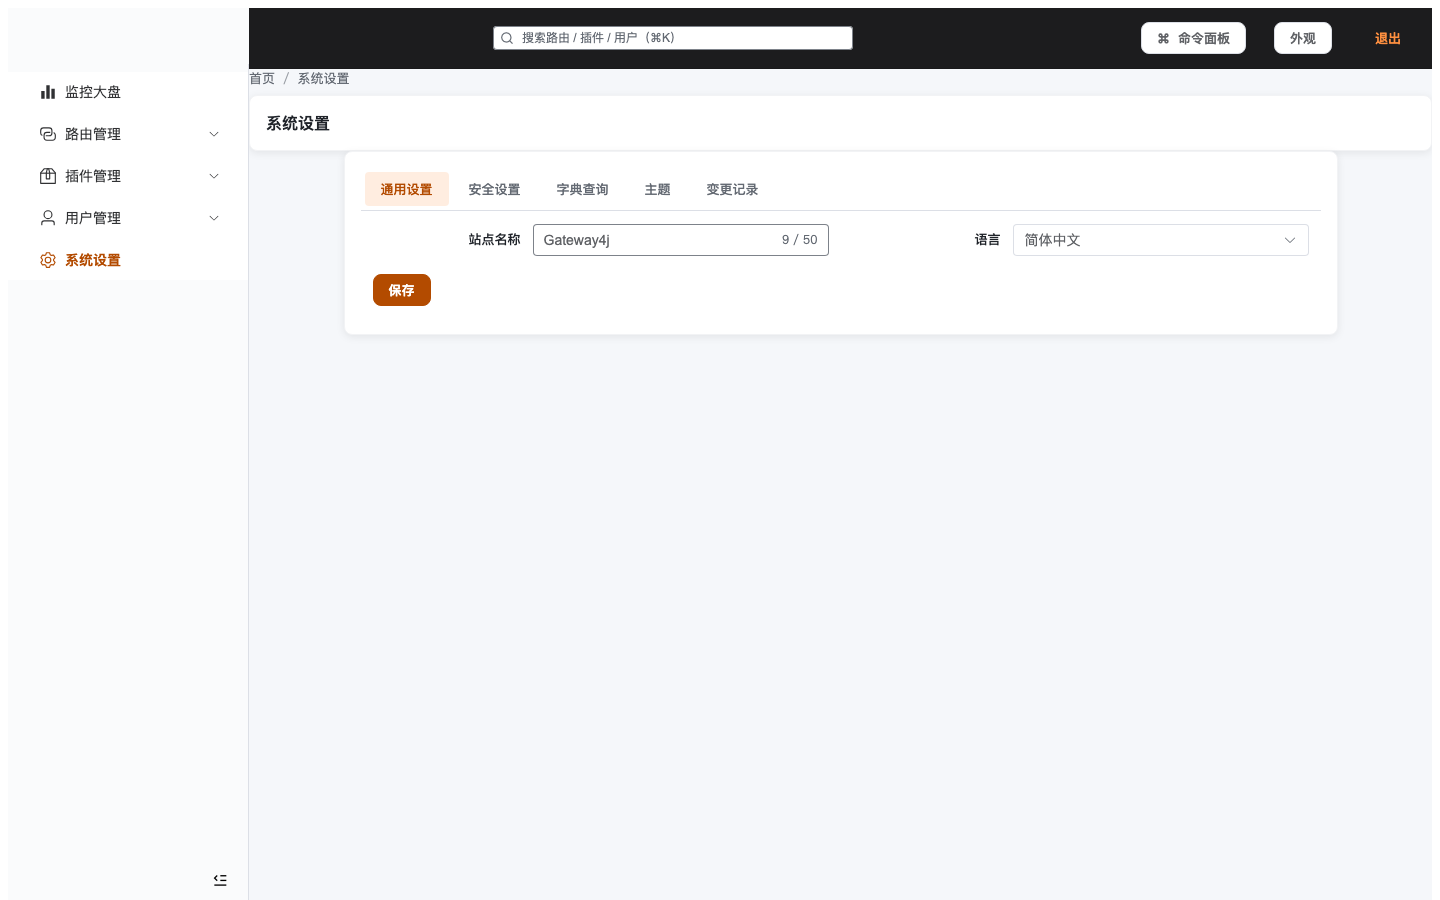 搜索路由 / 插件 / 用户（⌘K）
⌘ 命令面板
外观
退出
监控大盘
路由管理
插件管理
用户管理
系统设置
首页 / 系统设置
系统设置
通用设置 安全设置 字典查询 主题 变更记录
站点名称 Gateway4j 9 / 50 语言 简体中文
保存